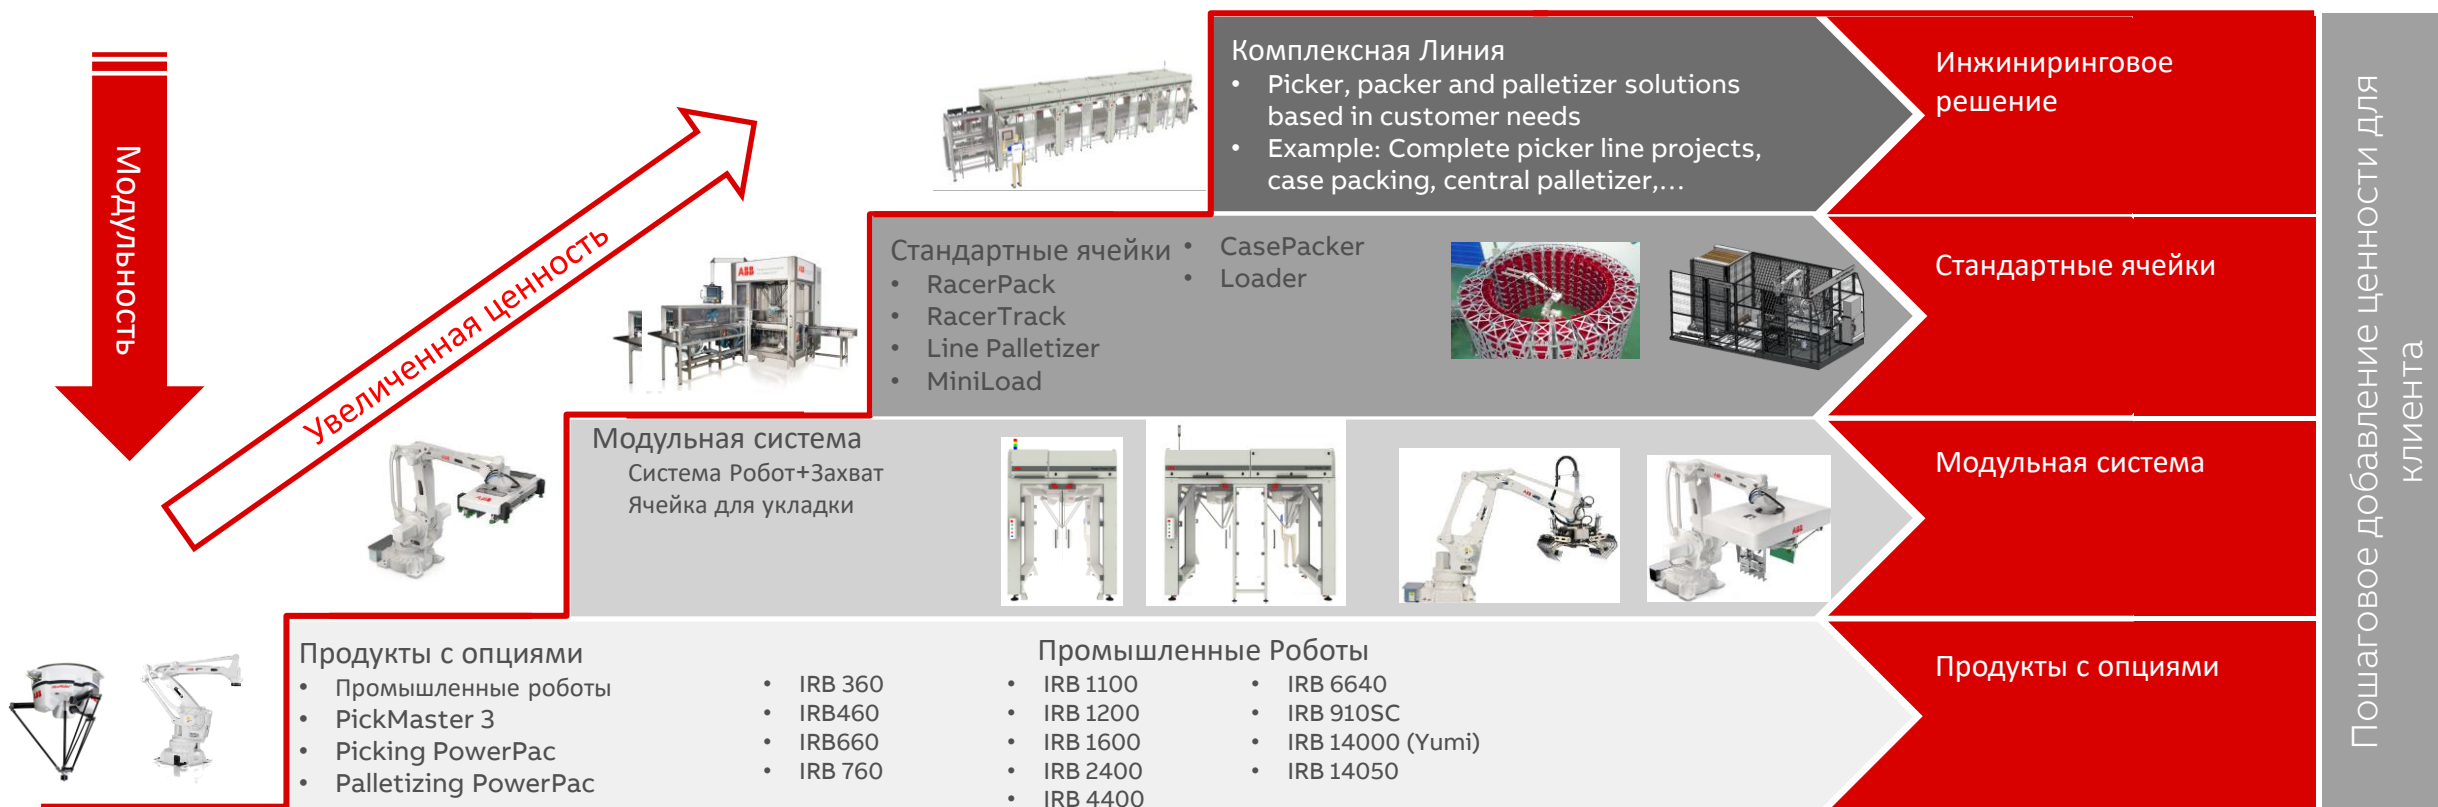 Модульность
Увеличенная ценность
Комплексная Линия
• Picker, packer and palletizer solutions
based in customer needs
• Example: Complete picker line projects,
case packing, central palletizer,...
Инжиниринговое
решение
Стандартные ячейки
• RacerPack
• RacerTrack
• Line Palletizer
• MiniLoad
• CasePacker
• Loader
Стандартные ячейки
ABB
Модульная система
Система Робот+Захват
Ячейка для укладки
Модульная система
ABB
Продукты с опциями
• Промышленные роботы
• PickMaster 3
• Picking PowerPac
• Palletizing PowerPac
• IRB 360
• IRB460
• IRB660
• IRB 760
Промышленные Роботы
• IRB 1100
• IRB 1200
• IRB 1600
• IRB 2400
• IRB 4400
• IRB 6640
• IRB 910SC
• IRB 14000 (Yumi)
• IRB 14050
Продукты с опциями
Пошаговое добавление ценности для
клиента